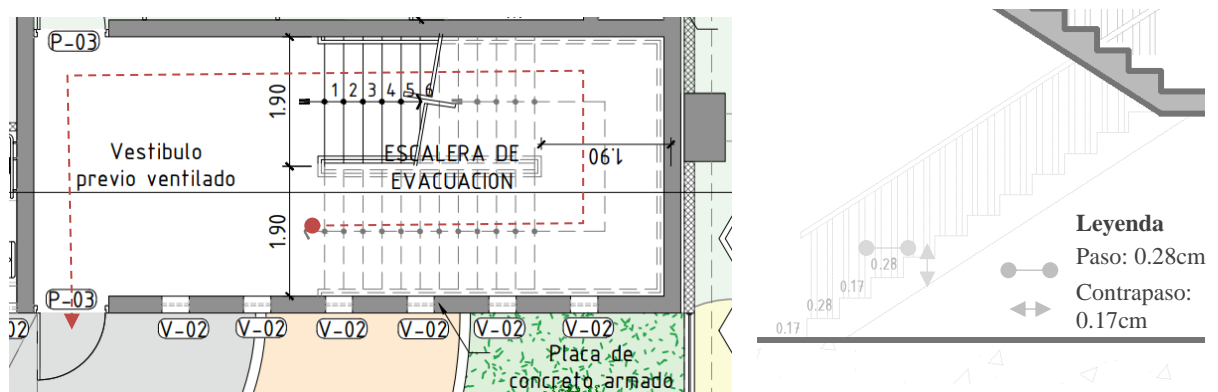 P-03
1.90
1 2 3 4 5 6
Vestibulo
previo ventilado
ESCALERA DE
EVACUACION
1.90
1.90
P-03
02
V-02
V-02
V-02
V-02
V-02
V-02
Placa de
concreto armado
0.28
0.17
0.28
0.17
Leyenda
Paso: 0.28cm
Contrapaso:
0.17cm